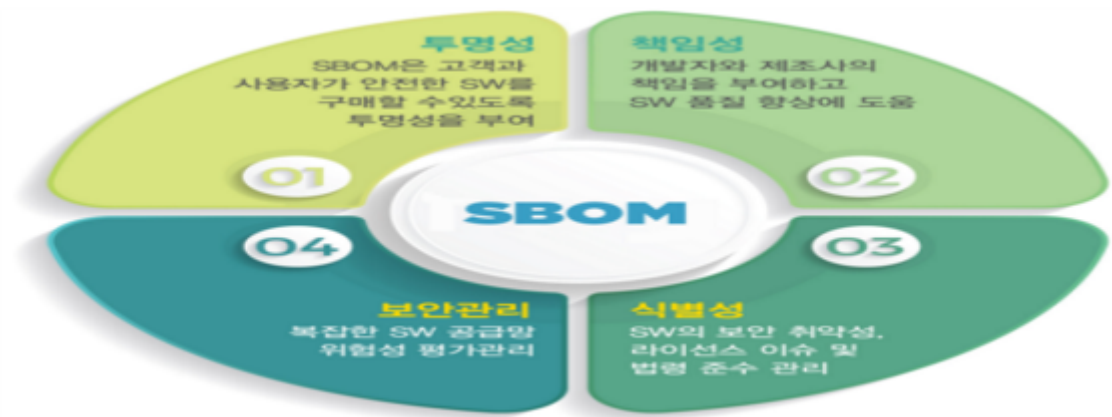 투명성
SBOM은 고객과
사용자가 안전한 SW를
구매할 수있도록
투명성을 부여
01
책임성
개발자와 제조사의
책임을 부여하고
SW 품질 향상에 도움
02
SBOM
04
보안관리
복잡한 SW 공급망
위험성 평가관리
03
식별성
SW의 보안 취약성,
라이선스 이슈 및
법령 준수 관리